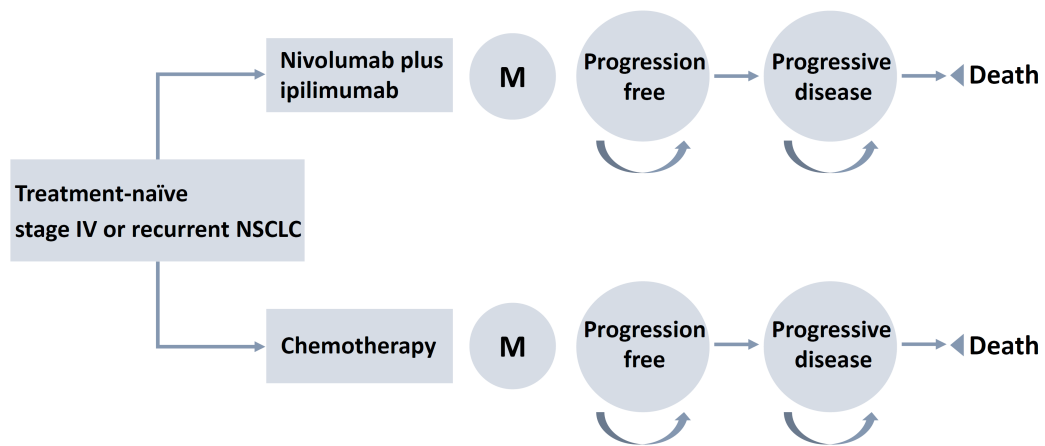 Nivolumab plus
ipilimumab
M
Progression
free
Progressive
disease
Death
Treatment-naïve
stage IV or recurrent NSCLC
Chemotherapy
M
Progression
free
Progressive
disease
Death